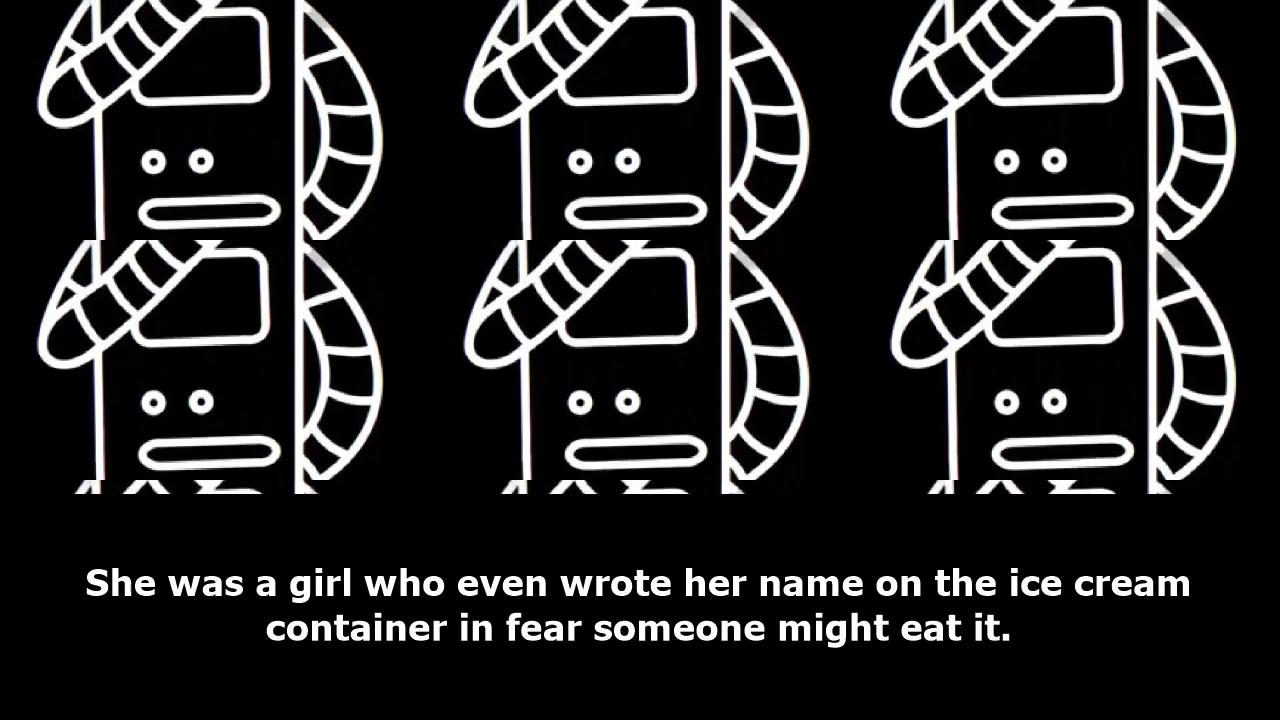 She was a girl who even wrote her name on the ice cream
container in fear someone might eat it.